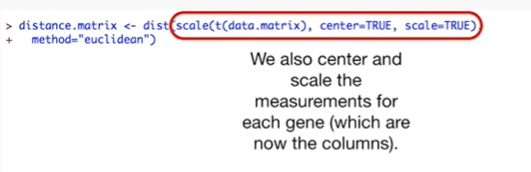 > distance.matrix <- dist(scale(t(data.matrix), center=TRUE, scale=TRUE)
+ method="euclidean")
We also center and
scale the
measurements for
each gene (which are
now the columns).